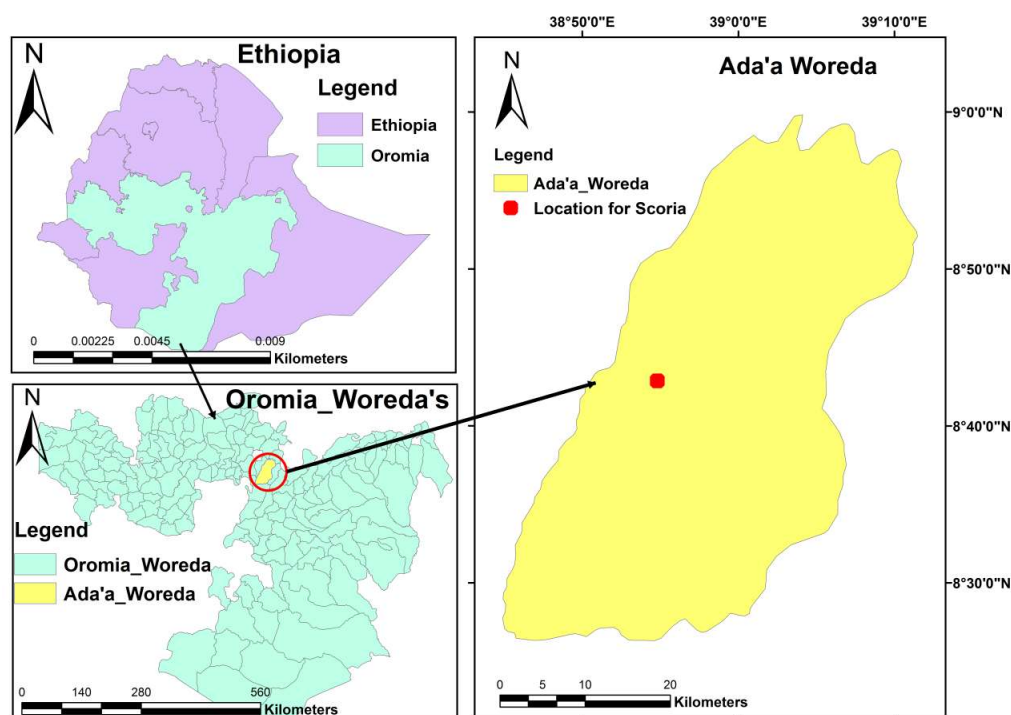 N
Ethiopia
Legend
Ethiopia
Oromia
0 0.00225 0.0045 0.009
Kilometers
N
Oromia_Woreda's
Legend
Oromia_Woreda
Ada'a_Woreda
0 140 280 560
Kilometers
38°50'0"E 39°0'0"E 39°10'0"E
N
Ada'a Woreda
Legend
Ada'a_Woreda
Location for Scoria
9°0'0"N
8°50'0"N
8°40'0"N
8°30'0"N
0 5 10 20
Kilometers